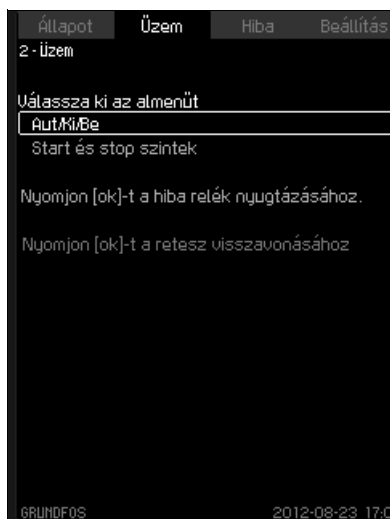 Állapot Üzem Hiba Beállítás
2 - Üzem
Válassza ki az almenüt
Aut/Ki/Be
Start és stop szintek
Nyomjon [ok]-t a hiba relék nyugtázásához.
Nyomjon [ok]-t a retesz visszavonásához
GRUNDFOS 2012-08-23